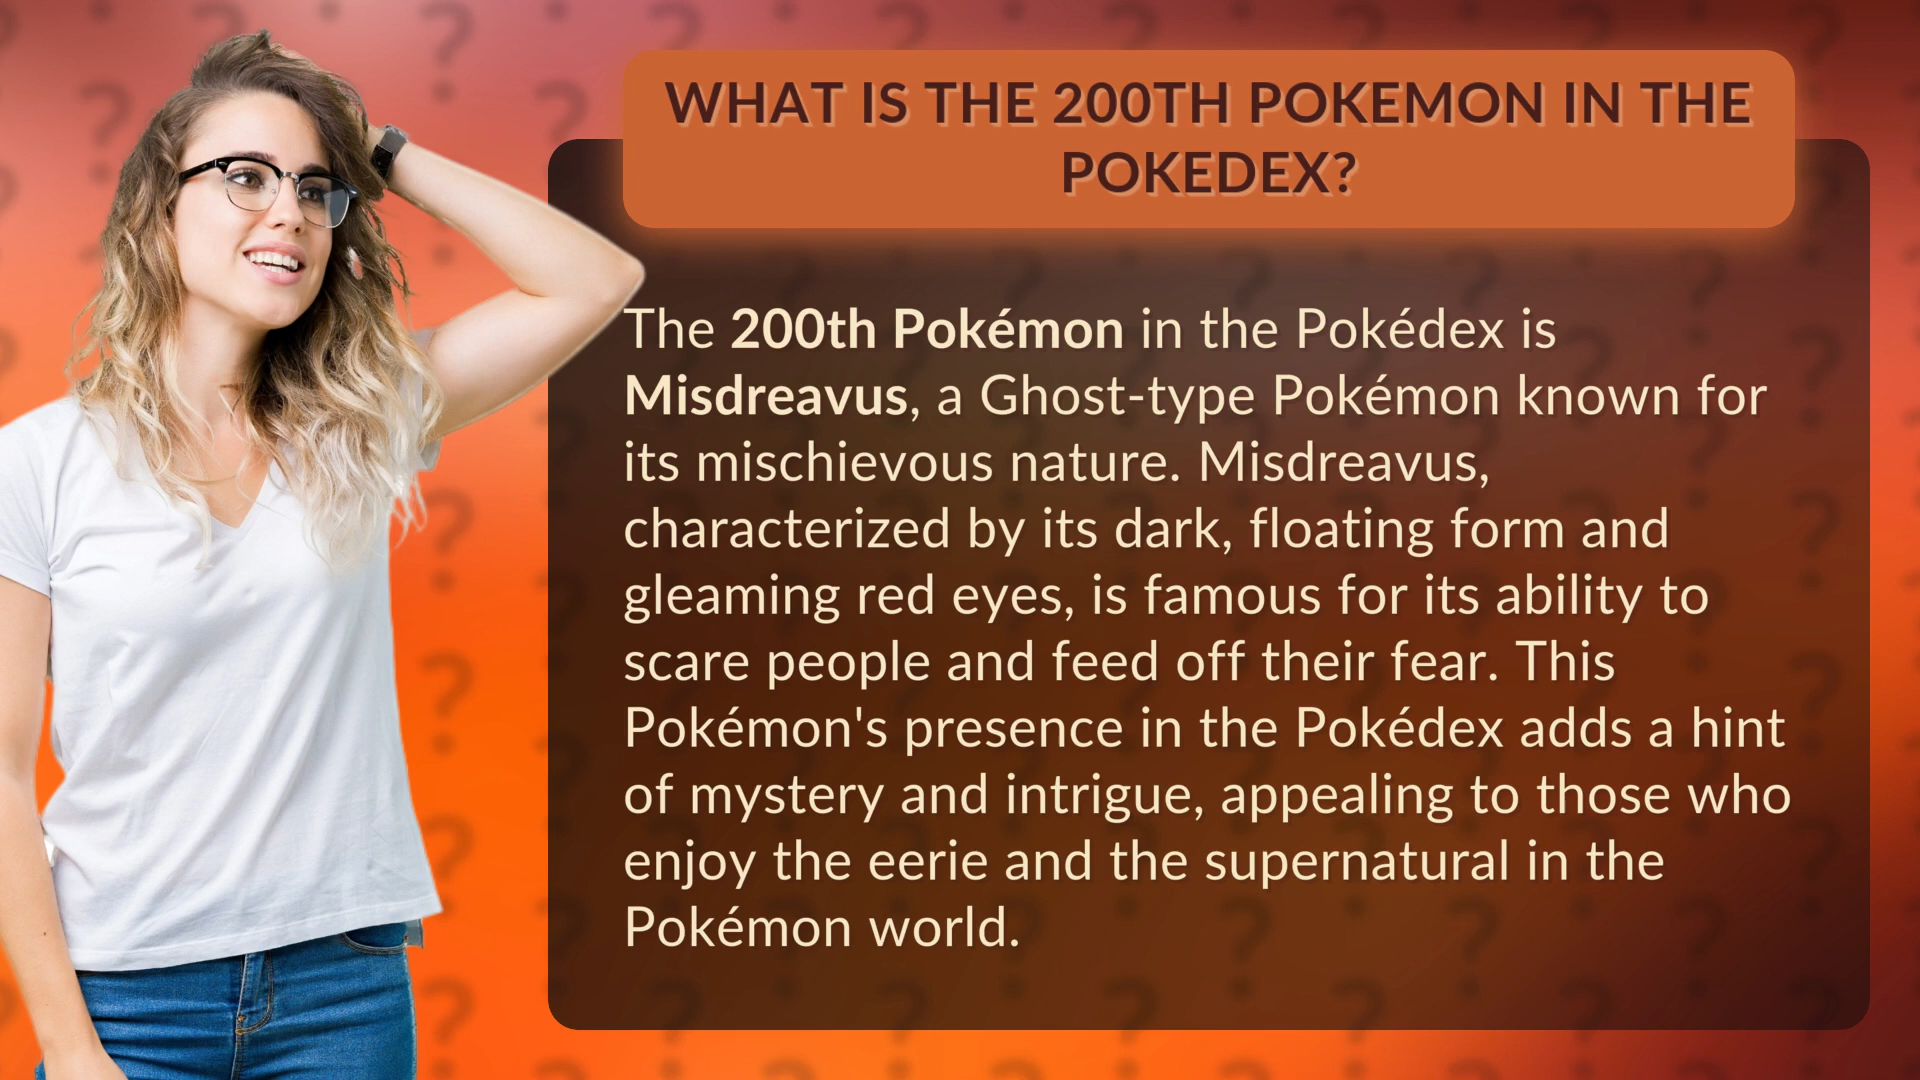 WHAT IS THE 200TH POKEMON IN THE
POKEDEX?
The 200th Pokémon in the Pokédex is
Misdreavus, a Ghost-type Pokémon known for
its mischievous nature. Misdreavus,
characterized by its dark, floating form and
gleaming red eyes, is famous for its ability to
scare people and feed off their fear. This
Pokémon's presence in the Pokédex adds a hint
of mystery and intrigue, appealing to those who
enjoy the eerie and the supernatural in the
Pokémon world.